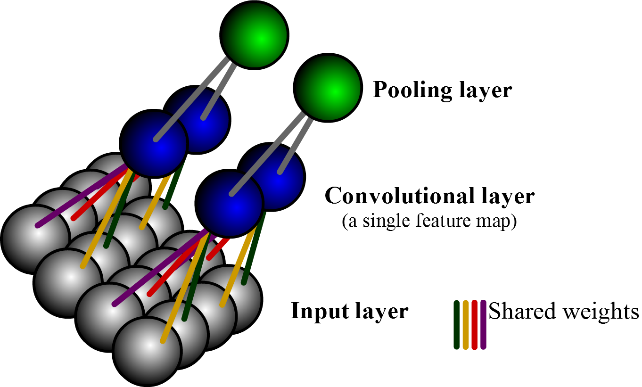 Pooling layer
Convolutional layer
(a single feature map)
Input layer
Shared weights